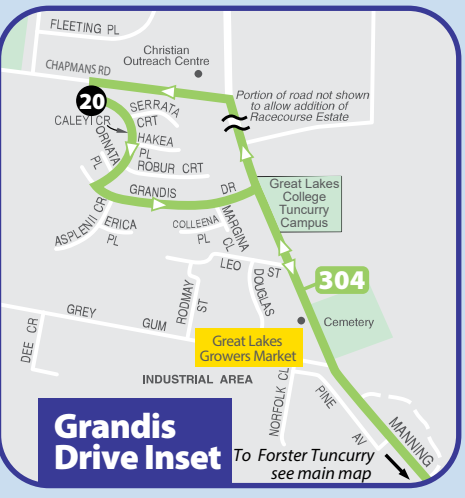 FLEETING PL
Christian
Outreach Centre
CHAPMANS RD
20
Portion of road not shown
to allow addition of
Racecourse Estate
SERRATA
CRT
CALEYI CR
HAKEA
PL
ORNATA
PL
ROBUR CRT
GRANDIS
DR
Great Lakes
College
Tuncurry
Campus
ASPLENII CR
ERICA
PL
COLLEENA
PL
MARGINA
CL
LEO
ST
DOUGLAS
RODMAY
ST
304
GREY
GUM
DEE CR
Cemetery
Great Lakes
Growers Market
INDUSTRIAL AREA
NORFOLK CL
PINE
AV
MANNING
Grandis
Drive Inset
To Forster Tuncurry
see main map